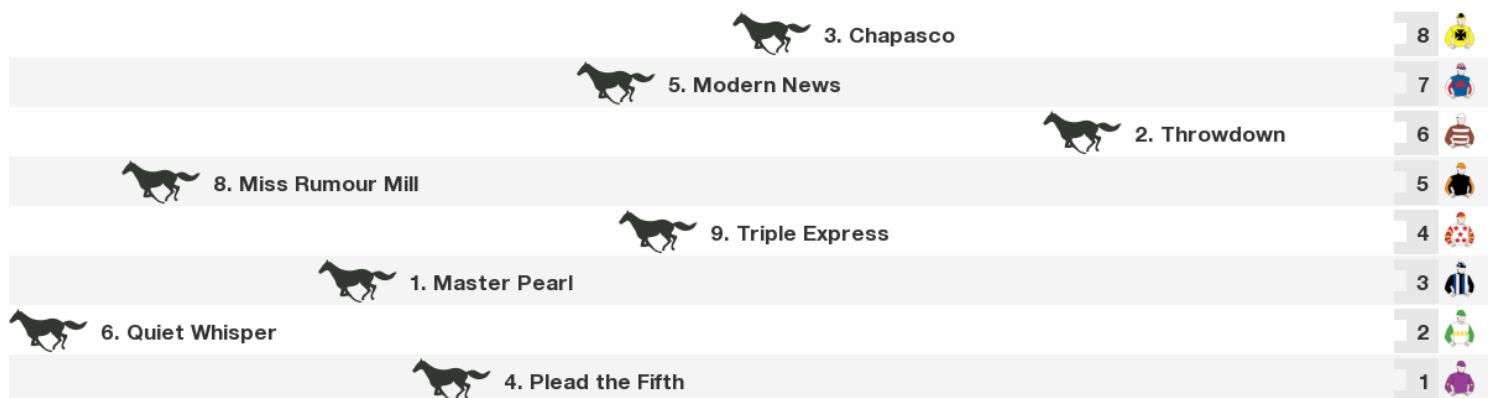 3. Chapasco 8
5. Modern News 7
2. Throwdown 6
8. Miss Rumour Mill 5
9. Triple Express 4
1. Master Pearl 3
6. Quiet Whisper 2
4. Plead the Fifth 1